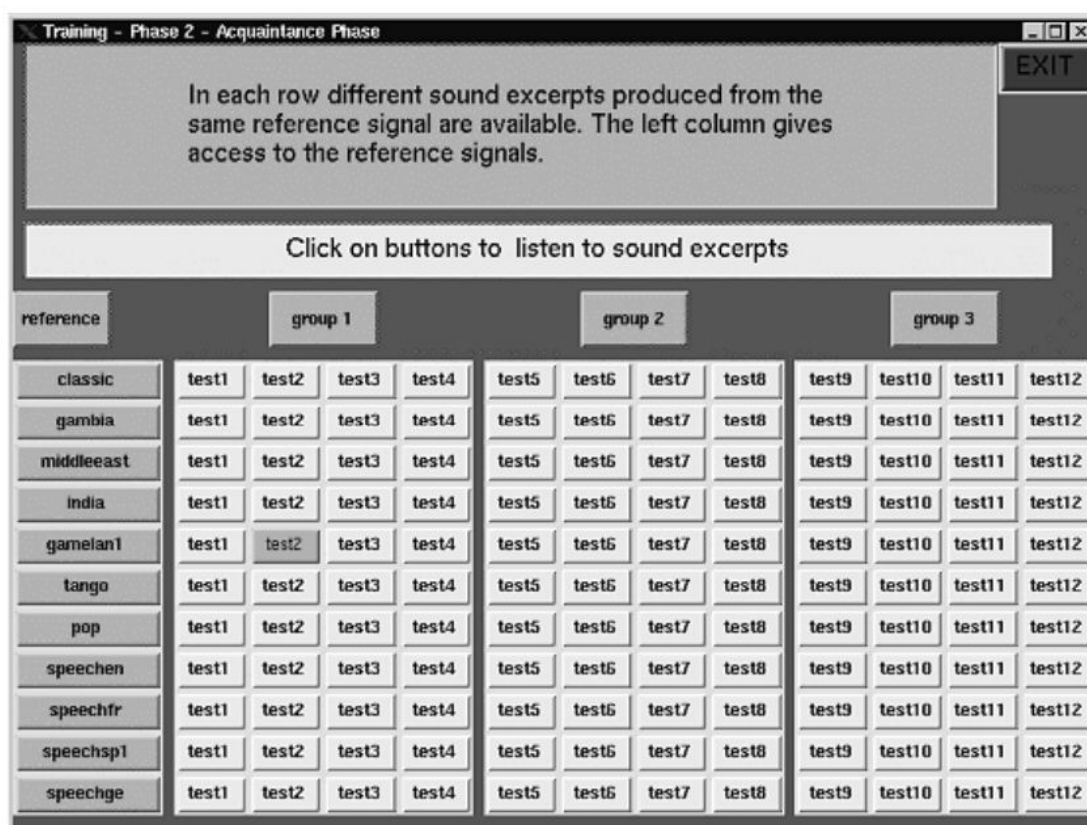 Training - Phase 2 - Acquaintance Phase
EXIT
In each row different sound excerpts produced from the
same reference signal are available. The left column gives
access to the reference signals.
Click on buttons to listen to sound excerpts
reference group 1 group 2 group 3
classic test1 test2 test3 test4 test5 test6 test7 test8 test9 test10 test11 test12
gambia test1 test2 test3 test4 test5 test6 test7 test8 test9 test10 test11 test12
middleeast test1 test2 test3 test4 test5 test6 test7 test8 test9 test10 test11 test12
india test1 test2 test3 test4 test5 test6 test7 test8 test9 test10 test11 test12
gamelan1 test1 test2 test3 test4 test5 test6 test7 test8 test9 test10 test11 test12
tango test1 test2 test3 test4 test5 test6 test7 test8 test9 test10 test11 test12
pop test1 test2 test3 test4 test5 test6 test7 test8 test9 test10 test11 test12
speechen test1 test2 test3 test4 test5 test6 test7 test8 test9 test10 test11 test12
speechfr test1 test2 test3 test4 test5 test6 test7 test8 test9 test10 test11 test12
speechsp1 test1 test2 test3 test4 test5 test6 test7 test8 test9 test10 test11 test12
speechge test1 test2 test3 test4 test5 test6 test7 test8 test9 test10 test11 test12